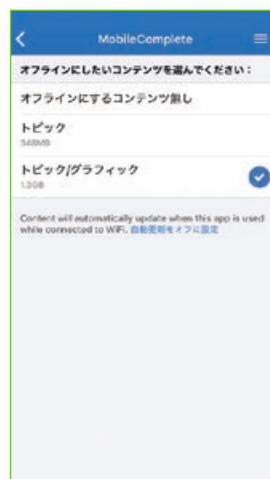 MobileComplete
オフラインにしたいコンテンツを選んでください：
オフラインにするコンテンツ無し
トピック
348MB
トピック/グラフィック
1.3GB
Content will automatically update when this app is used
while connected to WiFi. 自動更新をオフに設定